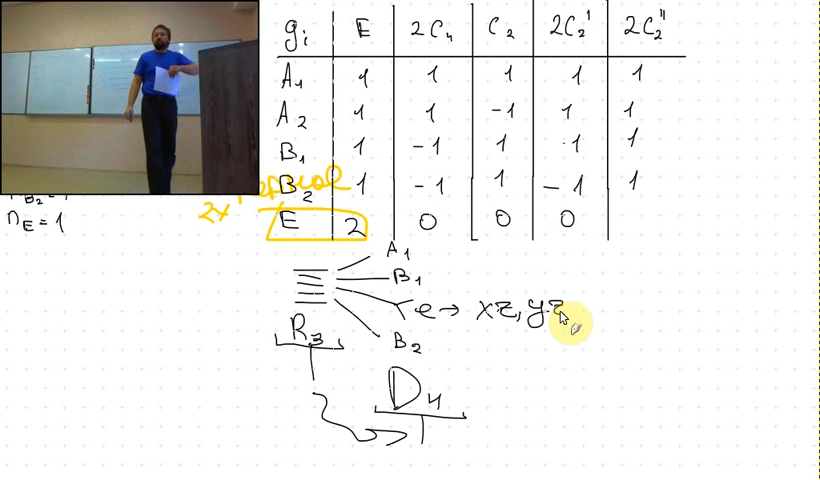 gi E 2C4 C2 2C2' 2C2"
A1 1 1 1 1 1
A2 1 1 -1 1 1
B1 1 -1 1 1 1
B2 1 -1 1 -1 1
E 2 0 0 0
nE = 1
A1
B1
e → xz, yz,
B2
R3
D4